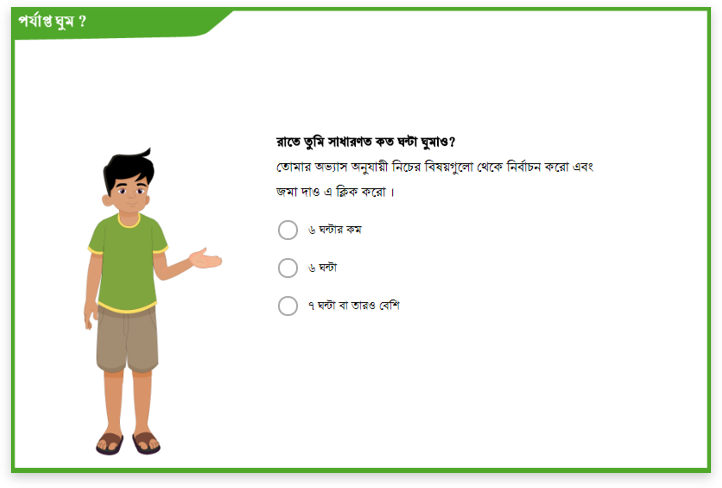 পর্যাপ্ত ঘুম ?
রাতে তুমি সাধারণত কত ঘন্টা ঘুমাও?
তোমার অভ্যাস অনুযায়ী নিচের বিষয়গুলো থেকে নির্বাচন করো এবং
জমা দাও এ ক্লিক করো ।
৬ ঘন্টার কম
৬ ঘন্টা
৭ ঘন্টা বা তারও বেশি